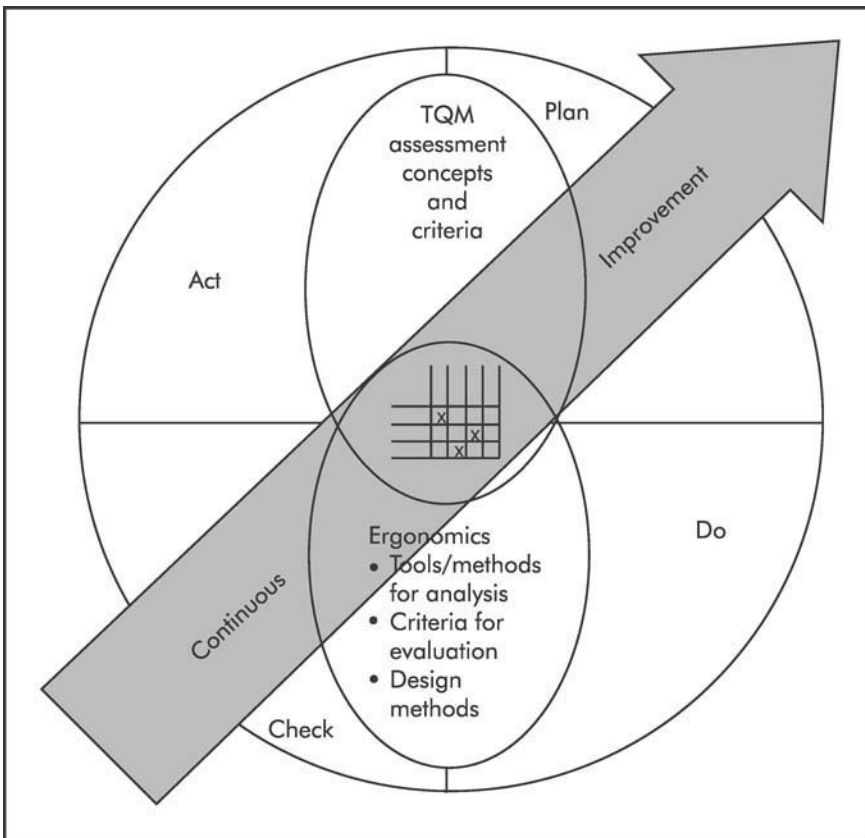 TQM
assessment
concepts
and
criteria
Plan
Improvement
Act
x
x
x
Ergonomics
• Tools/methods
for analysis
• Criteria for
evaluation
• Design
methods
Do
Continuous
Check